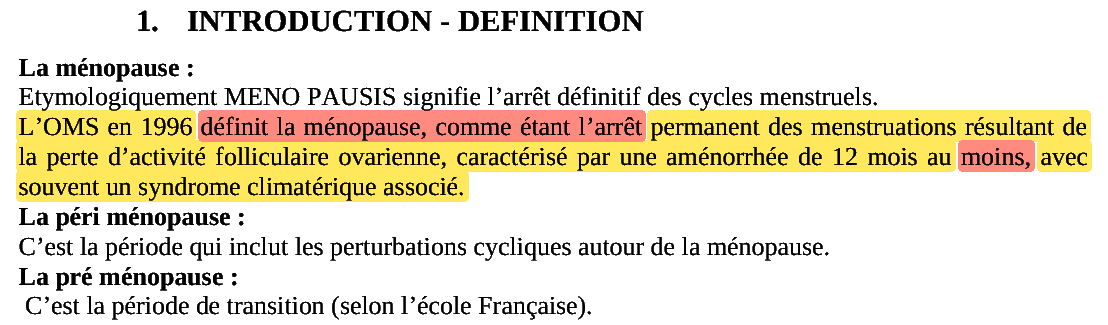 1. INTRODUCTION - DEFINITION
La ménopause :
Etymologiquement MENO PAUSIS signifie l’arrêt définitif des cycles menstruels.
L’OMS en 1996 définit la ménopause, comme étant l’arrêt permanent des menstruations résultant de
la perte d’activité folliculaire ovarienne, caractérisé par une aménorrhée de 12 mois au moins, avec
souvent un syndrome climatérique associé.
La péri ménopause :
C’est la période qui inclut les perturbations cycliques autour de la ménopause.
La pré ménopause :
C’est la période de transition (selon l’école Française).